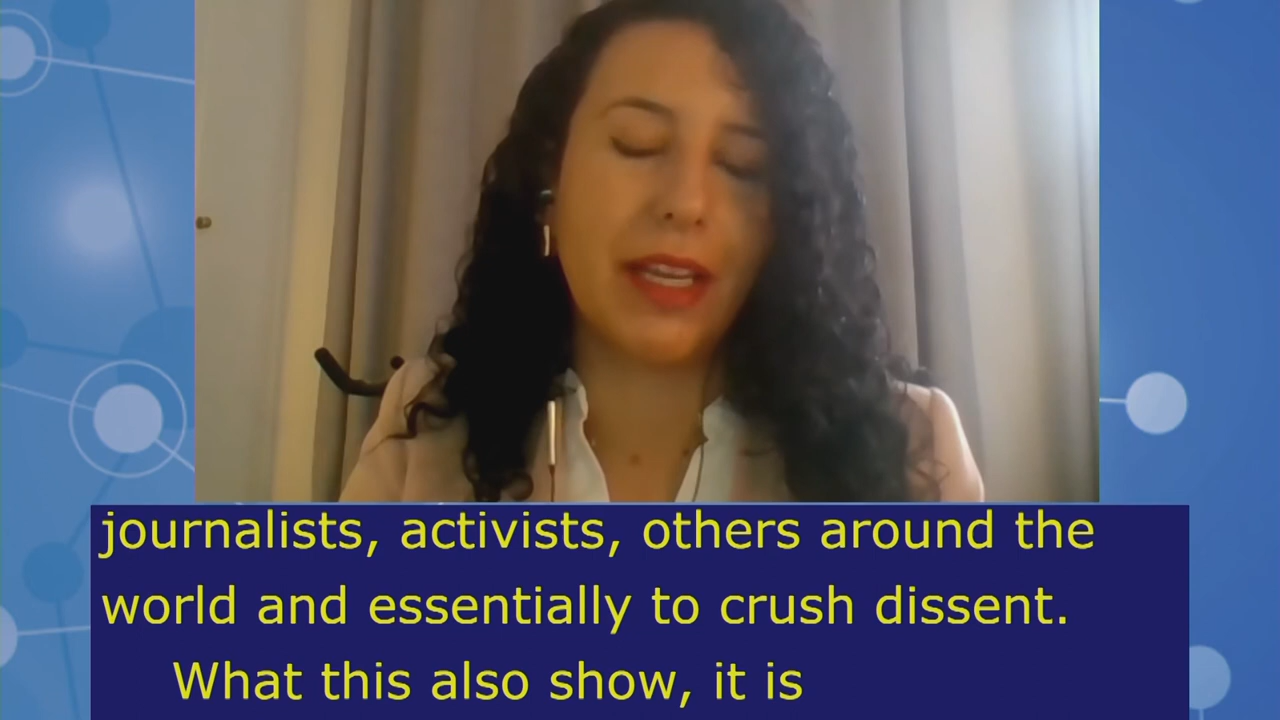 journalists, activists, others around the
world and essentially to crush dissent.
What this also show, it is